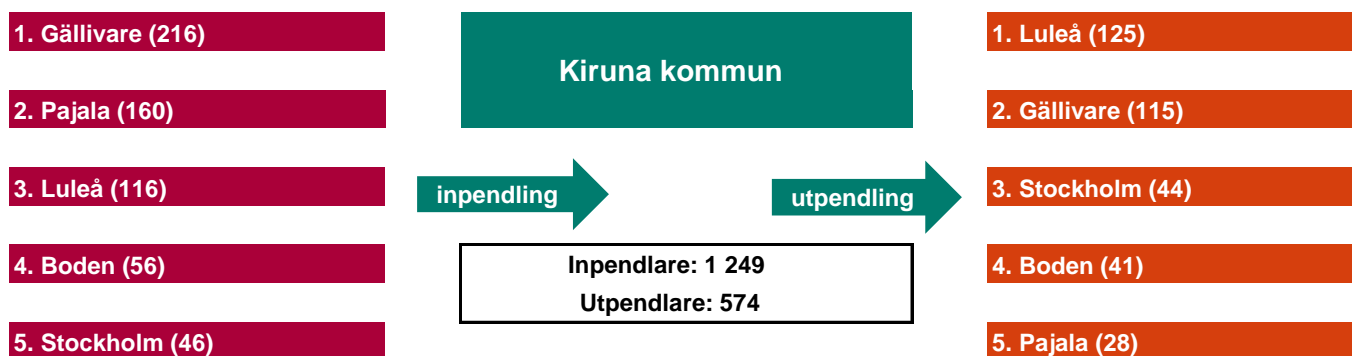 1. Gällivare (216)
2. Pajala (160)
3. Luleå (116)
4. Boden (56)
5. Stockholm (46)
Kiruna kommun
inpendling
utpendling
Inpendlare: 1 249
Utpendlare: 574
1. Luleå (125)
2. Gällivare (115)
3. Stockholm (44)
4. Boden (41)
5. Pajala (28)